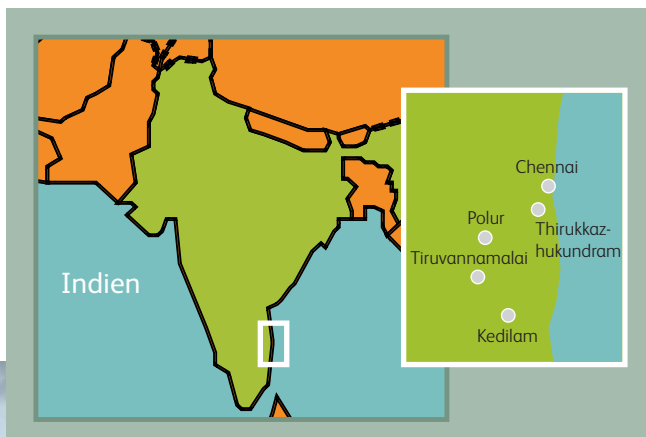 Indien
Chennai
Thirukkaz-
hukundram
Polur
Tiruvannamalai
Kedilam